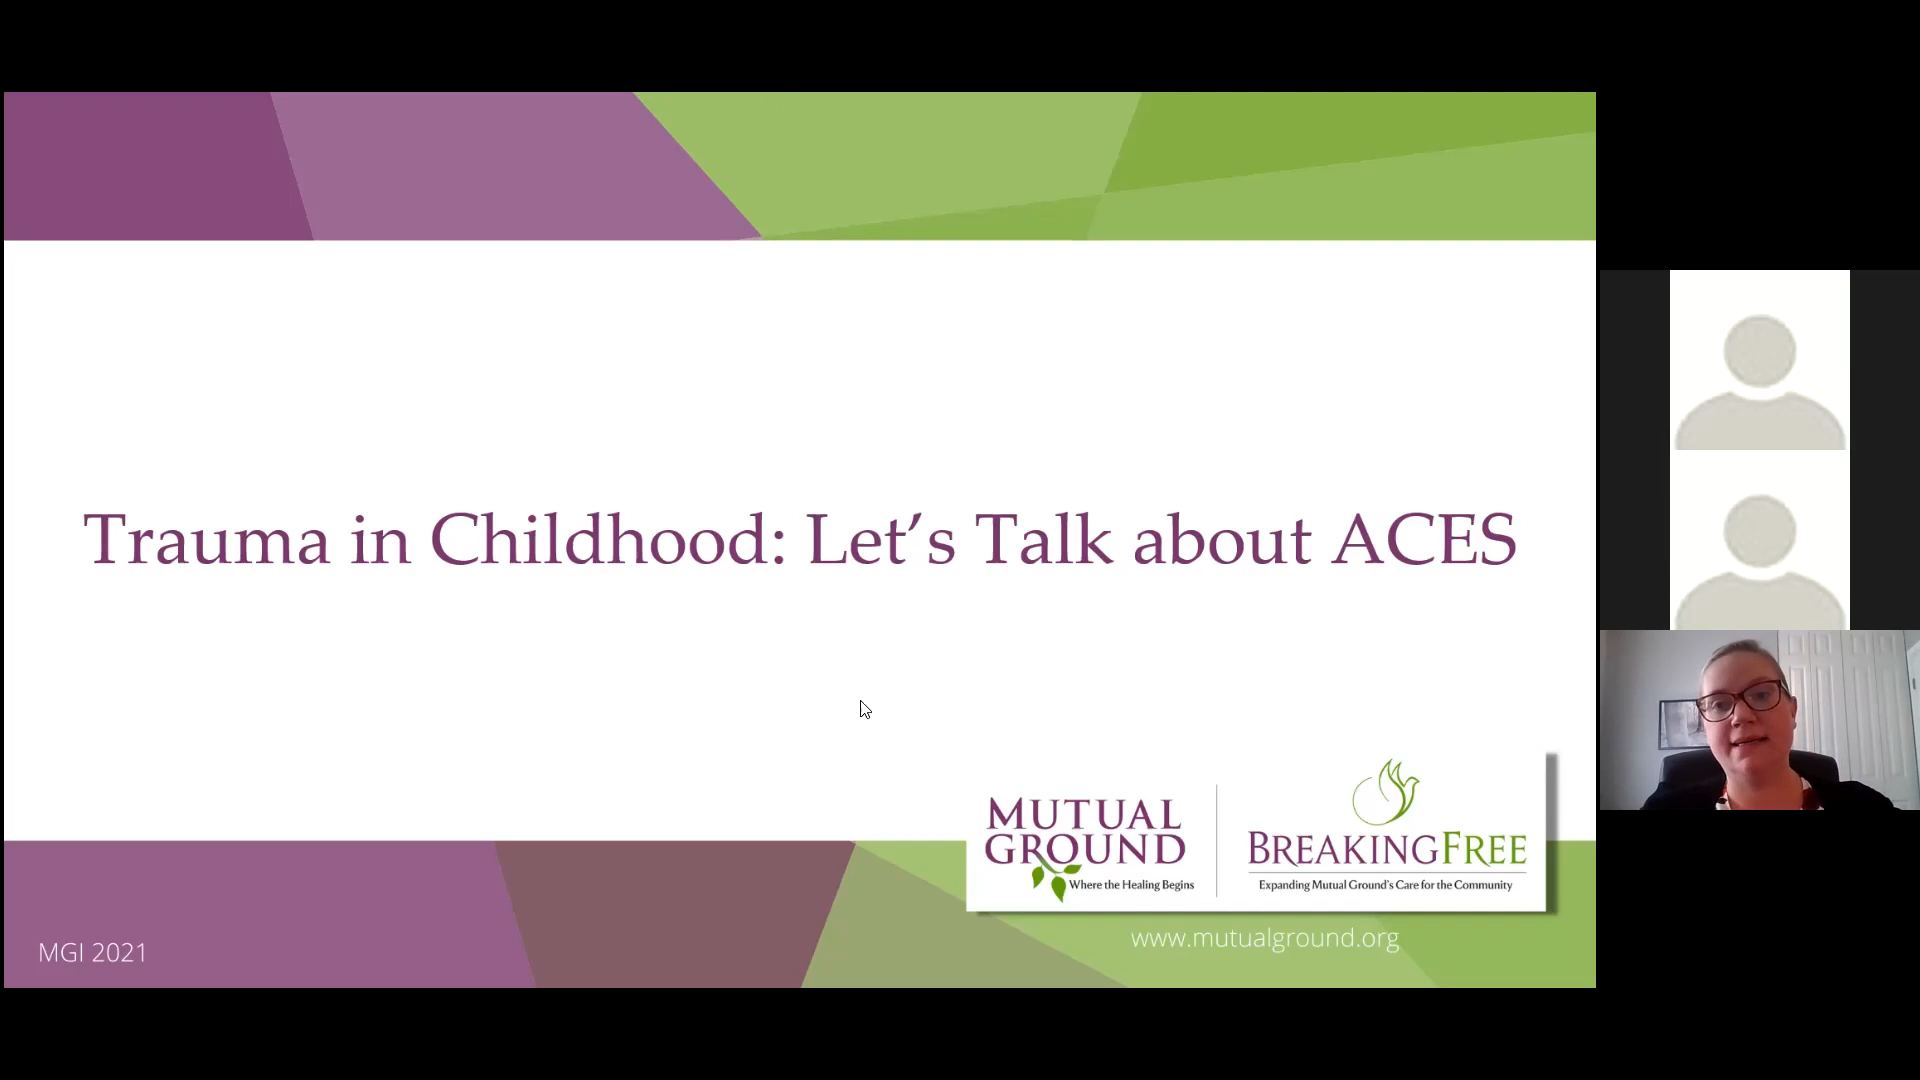 Trauma in Childhood: Let’s Talk about ACES
MUTUAL
GROUND
Where the Healing Begins
BREAKINGFREE
Expanding Mutual Ground's Care for the Community
MGI 2021
www.mutualground.org